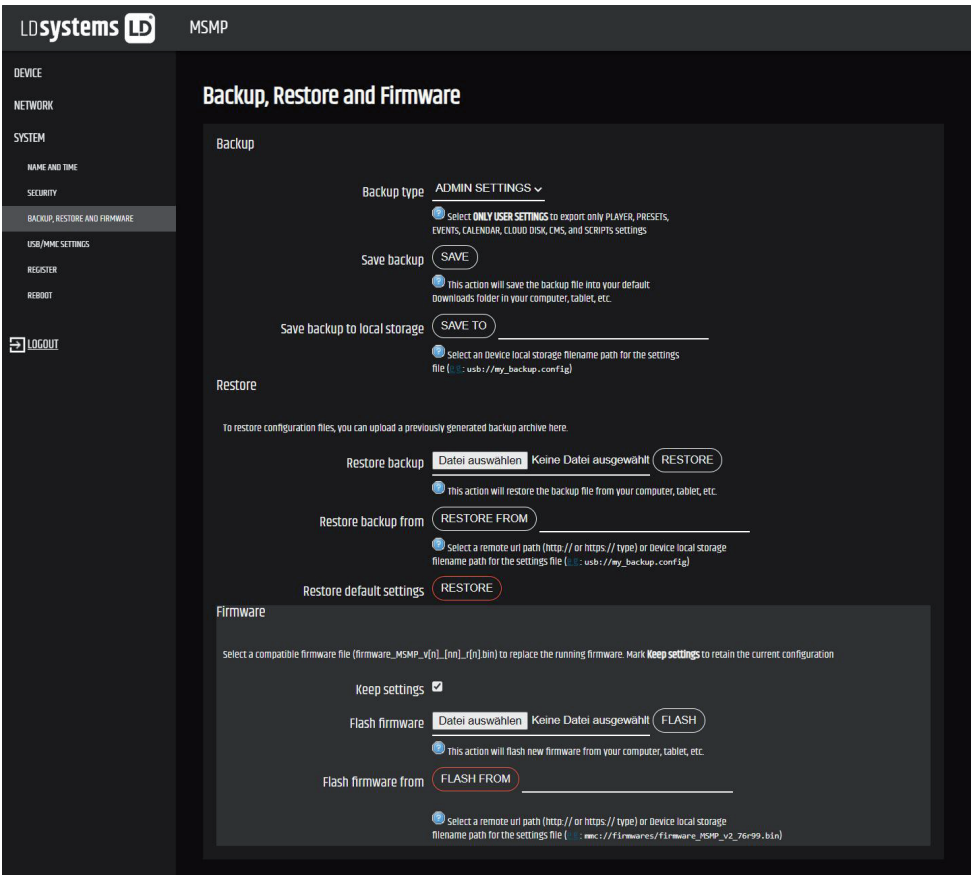 LDsystems LD
MSMP
DEVICE
NETWORK
SYSTEM
NAME AND TIME
SECURITY
BACKUP, RESTORE AND FIRMWARE
USB/MMC SETTINGS
REGISTER
REBOOT
LOGOUT
Backup, Restore and Firmware
Backup
Backup type ADMIN SETTINGS
Select ONLY USER SETTINGS to export only PLAYER, PRESETS,
EVENTS, CALENDAR, CLOUD DISK, CMS, and SCRIPTs settings
Save backup SAVE
This action will save the backup file into your default
Downloads folder in your computer, tablet, etc.
Save backup to local storage SAVE TO
Select an Device local storage filename path for the settings
file ( : usb://my_backup.config)
Restore
To restore configuration files, you can upload a previously generated backup archive here.
Restore backup Datei auswählen Keine Datei ausgewählt RESTORE
This action will restore the backup file from your computer, tablet, etc.
Restore backup from RESTORE FROM
Select a remote url path (http:// or https:// type) or Device local storage
filename path for the settings file ( : usb://my_backup.config)
Restore default settings RESTORE
Firmware
Select a compatible firmware file (firmware_MSMP_v[n]_[nn]_r[n].bin) to replace the running firmware. Mark Keep settings to retain the current configuration
Keep settings
Flash firmware Datei auswählen Keine Datei ausgewählt FLASH
This action will flash new firmware from your computer, tablet, etc.
Flash firmware from FLASH FROM
Select a remote url path (http:// or https:// type) or Device local storage
filename path for the settings file ( : mmc://firmwares/firmware_MSMP_v2_76r99.bin)